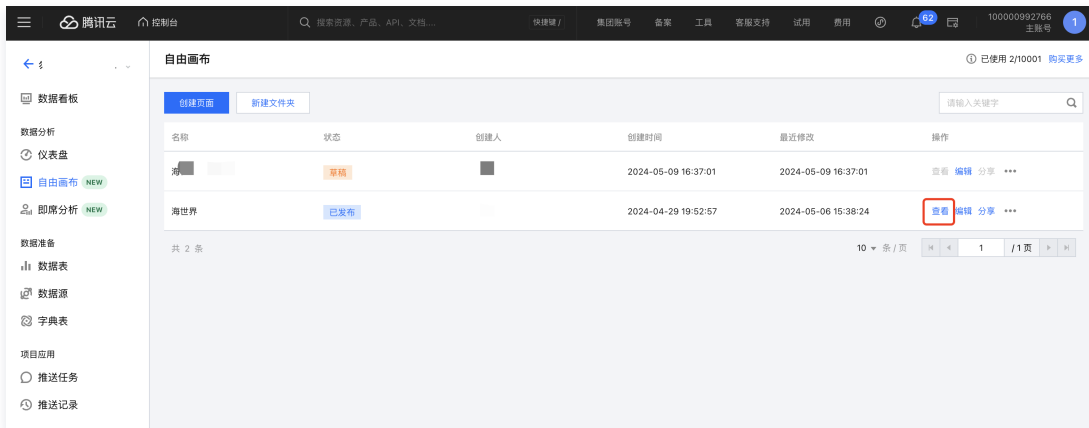 腾讯云 控制台 搜索资源、产品、API、文档.... 快捷键 / 集团账号 备案 工具 客服支持 试用 费用 62 100000992766 主账号 1
自由画布 已使用 2/10001 购买更多
数据看板
数据分析
仪表盘
自由画布 NEW
即席分析 NEW
数据准备
数据表
数据源
字典表
项目应用
推送任务
推送记录
创建页面 新建文件夹 请输入关键字
名称 状态 创建人 创建时间 最近修改 操作
草稿 2024-05-09 16:37:01 2024-05-09 16:37:01 查看 编辑 分享 •••
海世界 已发布 2024-04-29 19:52:57 2024-05-06 15:38:24 查看 编辑 分享 •••
共 2 条 10 条 / 页 1 / 1 页